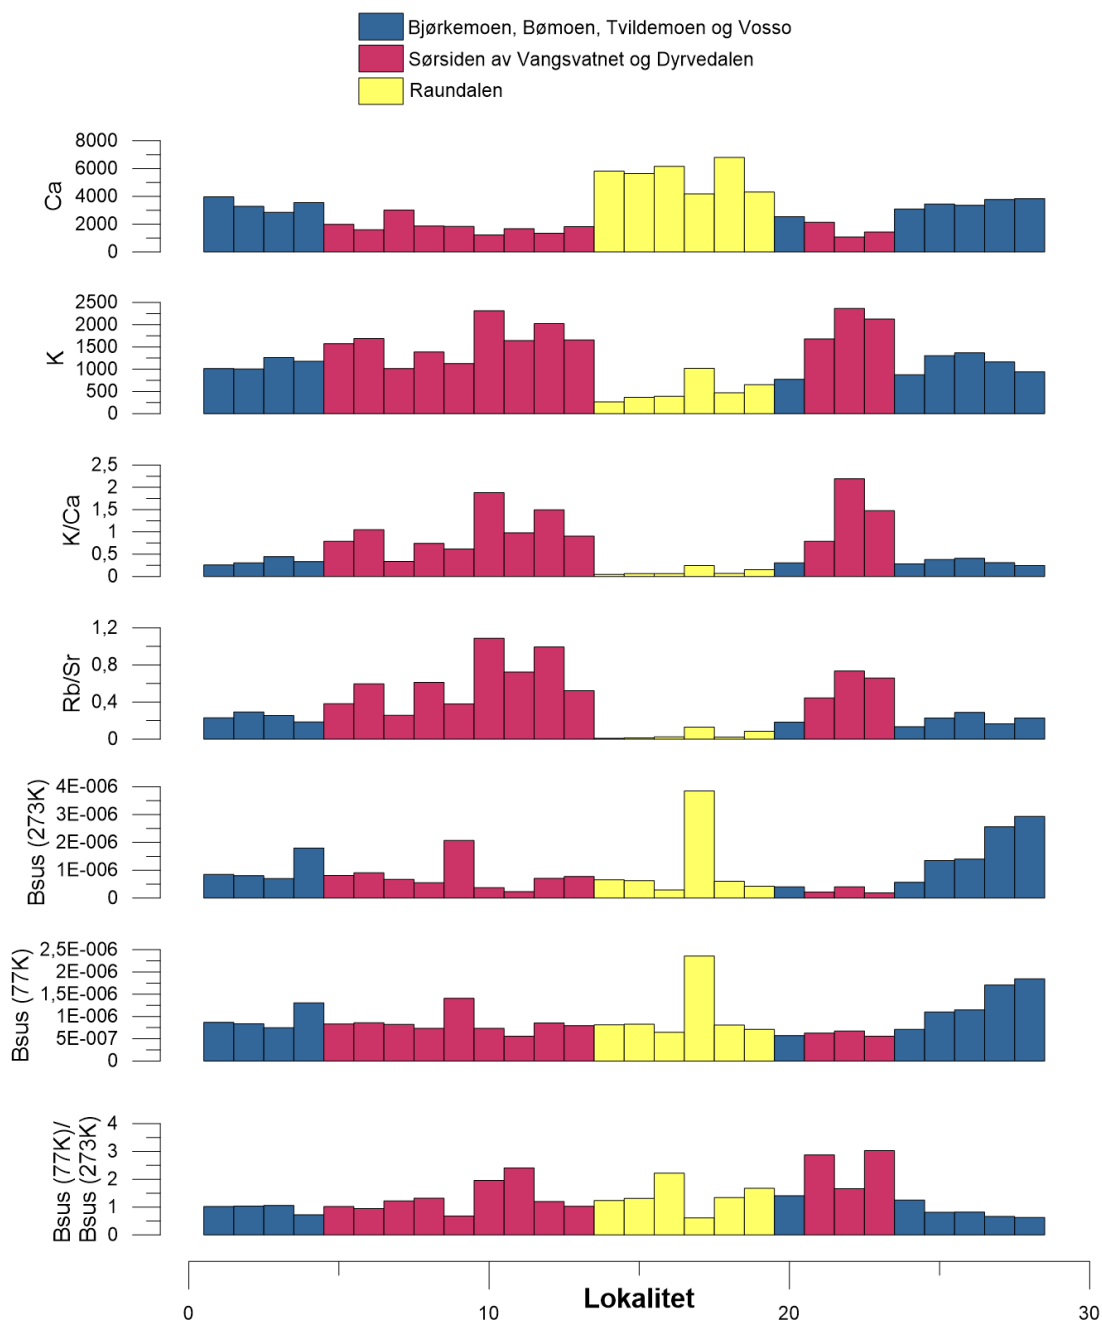 Bjørkemoen, Bømoen, Tvildemoen og Vosso
Sørsiden av Vangsvatnet og Dyrvedalen
Raundalen
Ca
8000
6000
4000
2000
0
K
2500
2000
1500
1000
500
0
K/Ca
2,5
2
1,5
1
0,5
0
Rb/Sr
1,2
0,8
0,4
0
Bsus (273K)
4E-006
3E-006
2E-006
1E-006
0
Bsus (77K)
2,5E-006
2E-006
1,5E-006
1E-006
5E-007
0
Bsus (77K)/
Bsus (273K)
4
3
2
1
0
0
10
20
30
Lokalitet